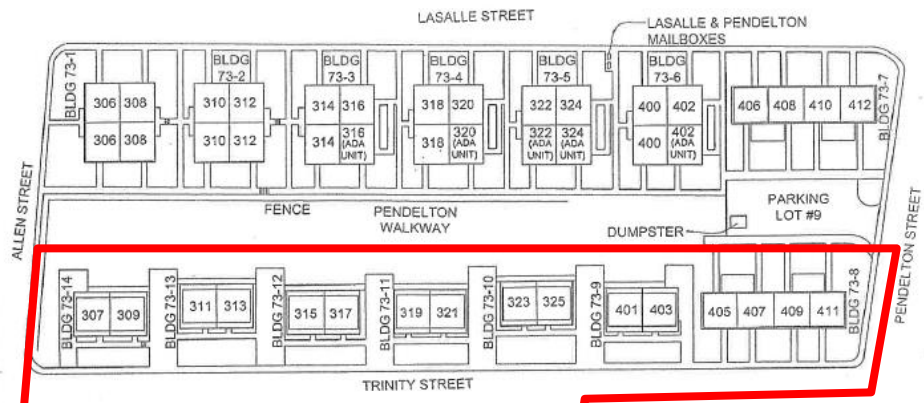 LASALLE STREET
LASALLE & PENDELTON
MAILBOXES
BLDG 73-1
BLDG
73-2
BLDG
73-3
BLDG
73-4
BLDG
73-5
BLDG
73-6
BLDG 73-7
306 308
310 312
314 316
318 320
322 324
400 402
406 408 410 412
306 308
310 312
314 316
(ADA
UNIT)
318 320
(ADA
UNIT)
322
(ADA
UNIT)
324
(ADA
UNIT)
400 402
(ADA
UNIT)
ALLEN STREET
FENCE
PENDELTON
WALKWAY
PARKING
LOT #9
DUMPSTER
PENDELTON STREET
BLDG 73-14
307 309
BLDG 73-13
311 313
BLDG 73-12
315 317
BLDG 73-11
319 321
BLDG 73-10
323 325
BLDG 73-9
401 403
405 407 409 411
BLDG 73-8
TRINITY STREET